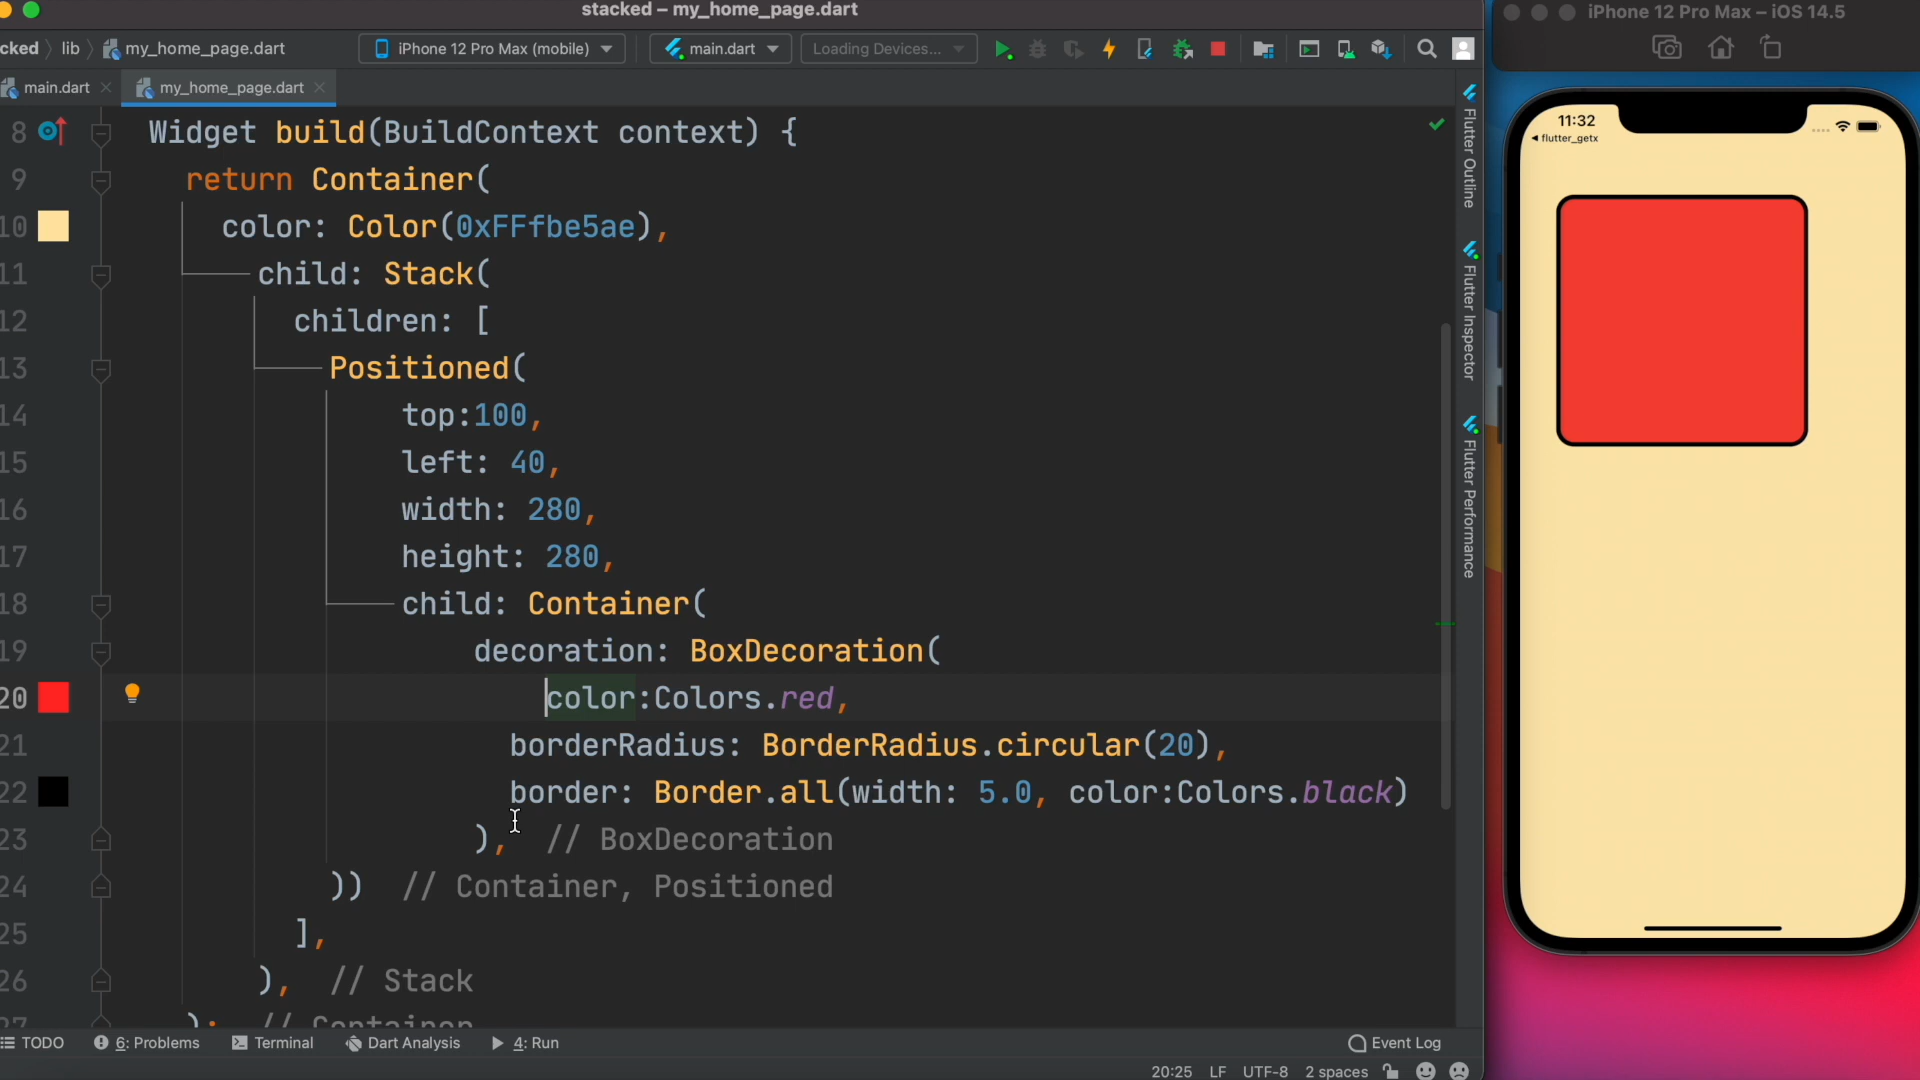 stacked – my_home_page.dart
cked lib my_home_page.dart iPhone 12 Pro Max (mobile) main.dart Loading Devices...
main.dart my_home_page.dart
8 Widget build(BuildContext context) {
9 return Container(
10 color: Color(0xFFfbe5ae),
11 child: Stack(
12 children: [
13 Positioned(
14 top:100,
15 left: 40,
16 width: 280,
17 height: 280,
18 child: Container(
19 decoration: BoxDecoration(
20 color:Colors.red,
21 borderRadius: BorderRadius.circular(20),
22 border: Border.all(width: 5.0, color:Colors.black)
23 ), // BoxDecoration
24 )) // Container, Positioned
25 ],
26 ), // Stack
27 ); // Container
TODO 6: Problems Terminal Dart Analysis 4: Run Event Log
20:25 LF UTF-8 2 spaces
Flutter Outline
Flutter Inspector
Flutter Performance
iPhone 12 Pro Max – iOS 14.5
11:32
flutter_getx